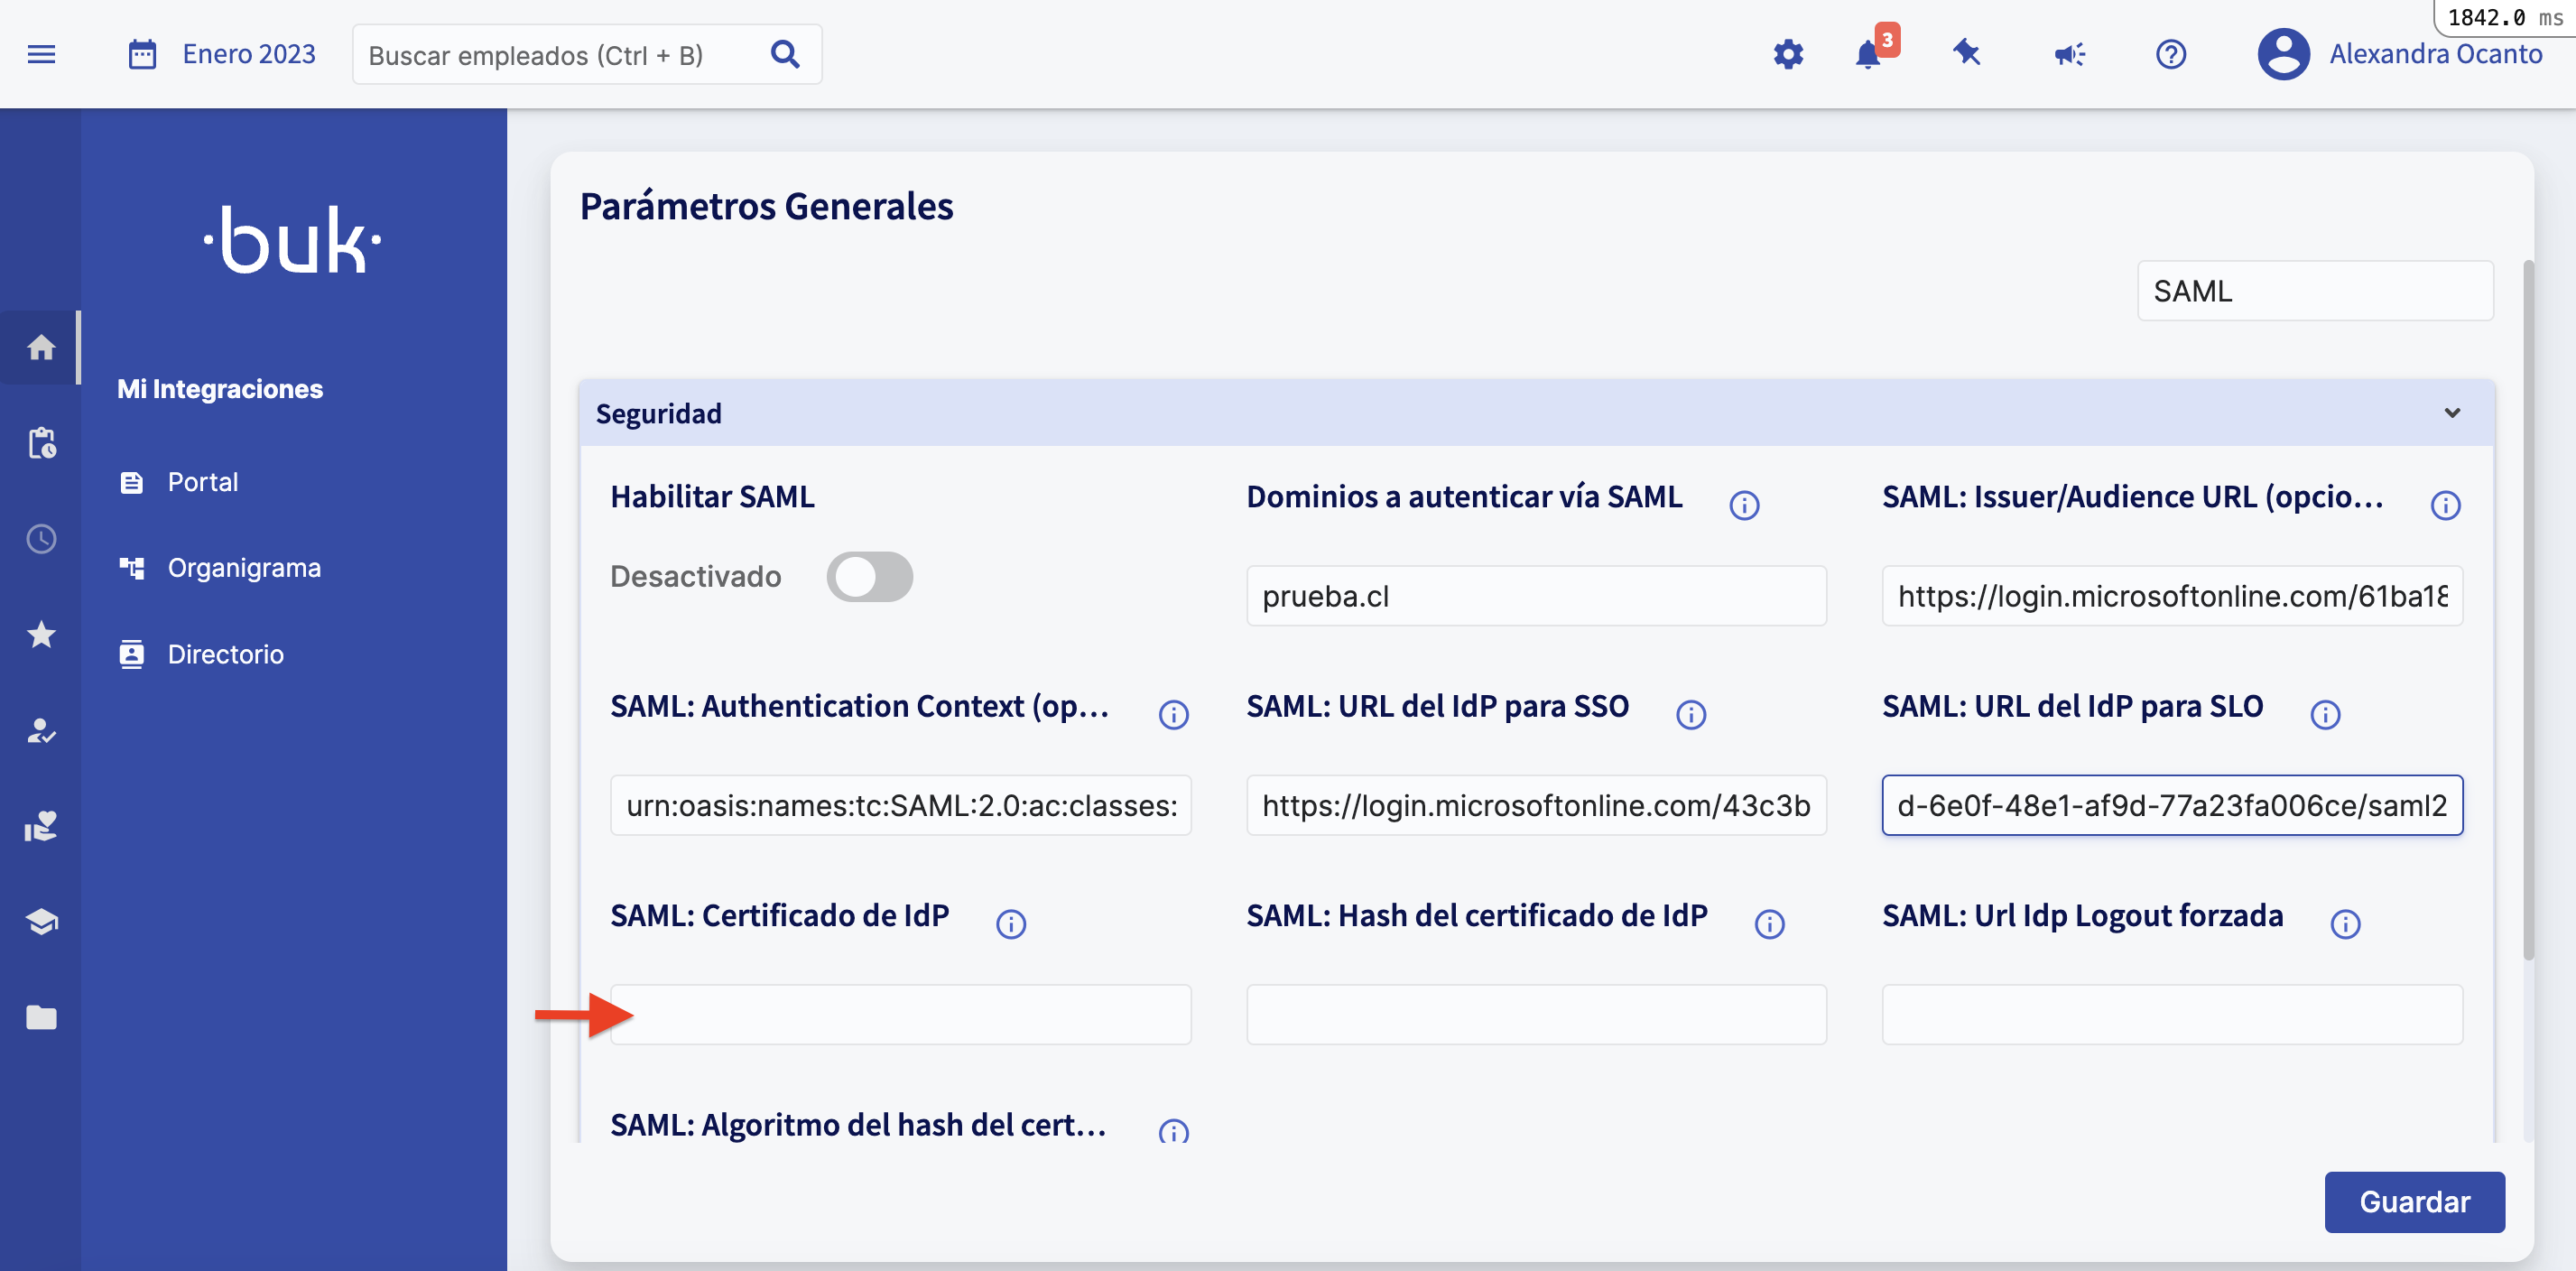 1842.0 ms
Enero 2023
Buscar empleados (Ctrl + B)
3
Alexandra Ocanto
·buk·
Mi Integraciones
Portal
Organigrama
Directorio
Parámetros Generales
SAML
Seguridad
Habilitar SAML
Desactivado
Dominios a autenticar vía SAML
prueba.cl
SAML: Issuer/Audience URL (opcio...
https://login.microsoftonline.com/61ba18
SAML: Authentication Context (op...
urn:oasis:names:tc:SAML:2.0:ac:classes:
SAML: URL del IdP para SSO
https://login.microsoftonline.com/43c3b
SAML: URL del IdP para SLO
d-6e0f-48e1-af9d-77a23fa006ce/saml2
SAML: Certificado de IdP
SAML: Hash del certificado de IdP
SAML: Url Idp Logout forzada
SAML: Algoritmo del hash del cert...
Guardar